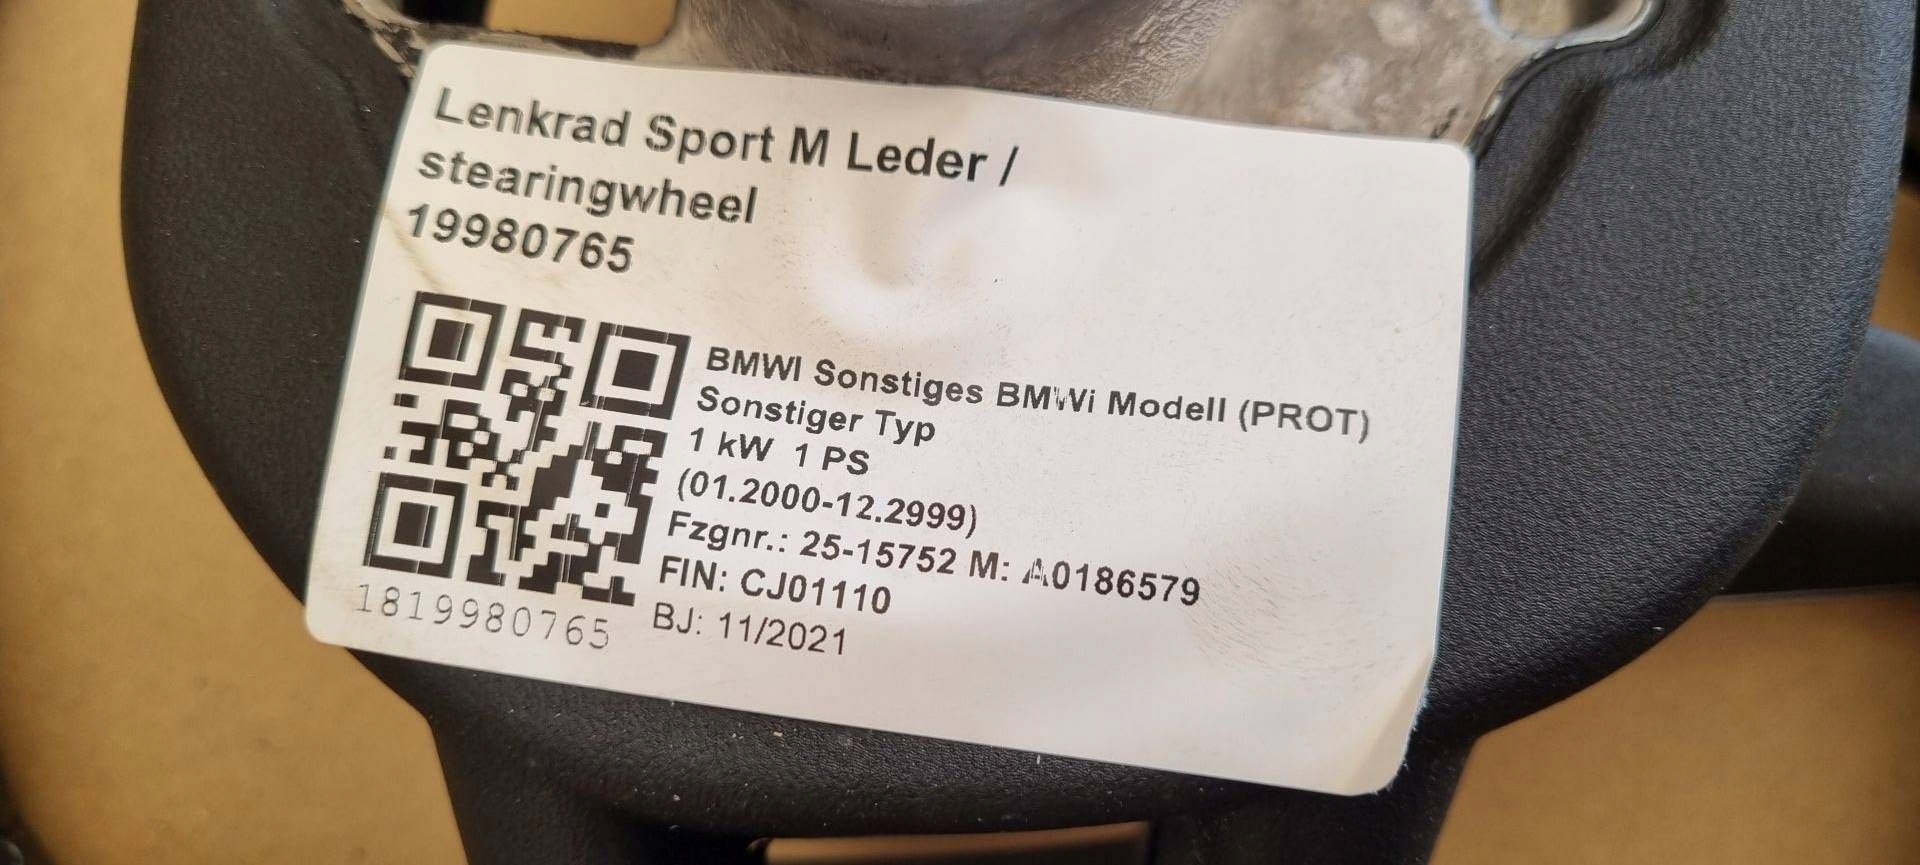 Lenkrad Sport M Leder /
stearingwheel
19980765
BMWI Sonstiges BMWi Modell (PROT)
Sonstiger Typ
1 kW 1 PS
(01.2000-12.2999)
Fzgnr.: 25-15752 M: A0186579
FIN: CJ01110
BJ: 11/2021
1819980765